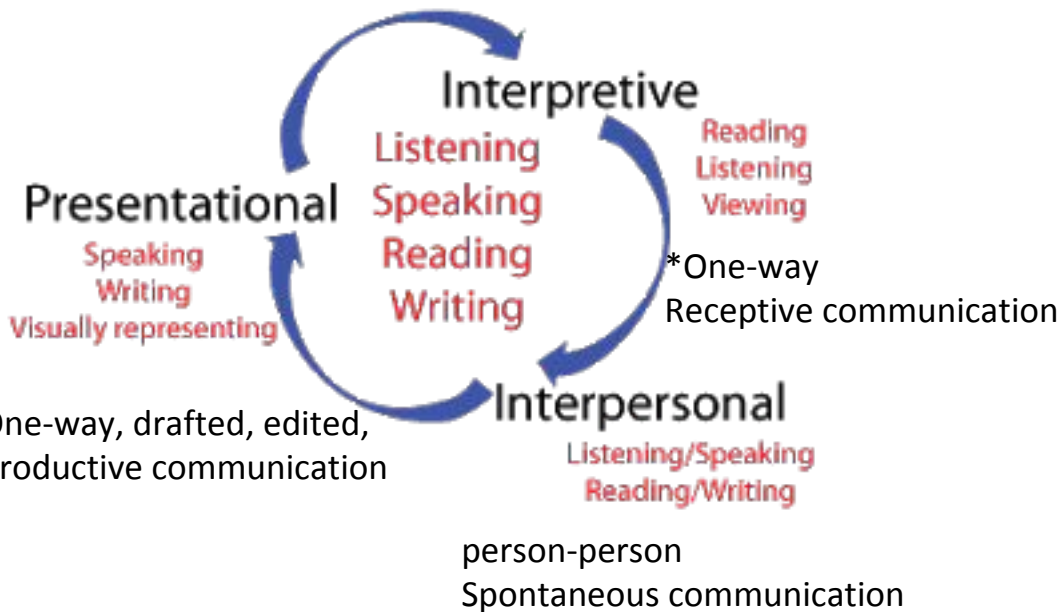 Interpretive
Reading
Listening
Viewing
*One-way
Receptive communication
Listening
Speaking
Reading
Writing
Presentational
Speaking
Writing
Visually representing
One-way, drafted, edited,
roductive communication
Interpersonal
Listening/Speaking
Reading/Writing
person-person
Spontaneous communication